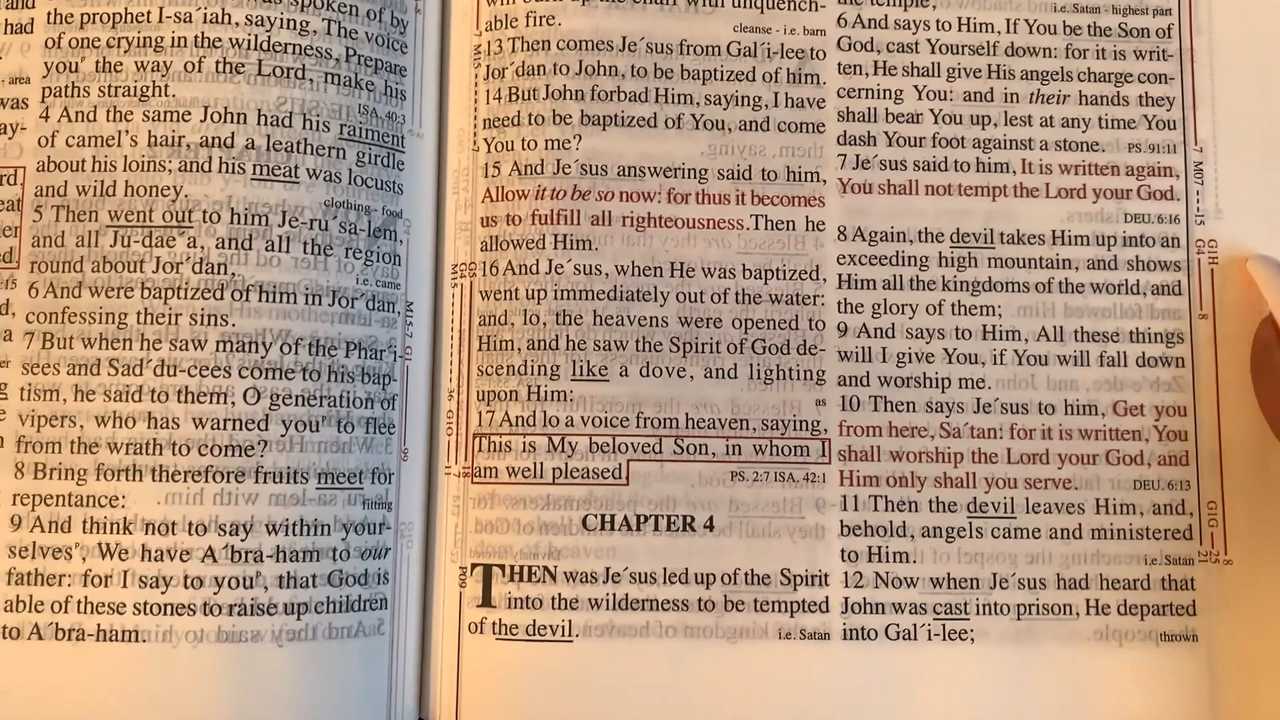 the prophet I-sa´iah, saying, The voice
of one crying in the wilderness, Prepare
youᵖ the way of the Lord, make his
paths straight.
ISA. 40:3
4 And the same John had his raiment
of camel's hair, and a leathern girdle
about his loins; and his meat was locusts
and wild honey.
clothing - food
5 Then went out to him Je-ru´sa-lem,
and all Ju-dae´a, and all the region
round about Jor´dan,
i.e. came
6 And were baptized of him in Jor´dan,
confessing their sins.
7 But when he saw many of the Phar´i-
sees and Sad´du-cees come to his bap-
tism, he said to them, O generation of
vipers, who has warned youᵖ to flee
from the wrath to come?
8 Bring forth therefore fruits meet for
repentance:
fitting
9 And think not to say within your-
selvesᵖ, We have A´bra-ham to our
father: for I say to youᵖ, that God is
able of these stones to raise up children
to A´bra-ham.
able fire.
cleanse - i.e. barn
13 Then comes Je´sus from Gal´i-lee to
Jor´dan to John, to be baptized of him.
14 But John forbad Him, saying, I have
need to be baptized of You, and come
You to me?
15 And Je´sus answering said to him,
Allow it to be so now: for thus it becomes
us to fulfill all righteousness. Then he
allowed Him.
16 And Je´sus, when He was baptized,
went up immediately out of the water:
and, lo, the heavens were opened to
Him, and he saw the Spirit of God de-
scending like a dove, and lighting
upon Him:
as
17 And lo a voice from heaven, saying,
This is My beloved Son, in whom I
am well pleased
PS. 2:7 ISA. 42:1
CHAPTER 4
THEN was Je´sus led up of the Spirit
into the wilderness to be tempted
of the devil.
i.e. Satan
i.e. Satan - highest part
6 And says to Him, If You be the Son of
God, cast Yourself down: for it is writ-
ten, He shall give His angels charge con-
cerning You: and in their hands they
shall bear You up, lest at any time You
dash Your foot against a stone.
PS. 91:11
7 Je´sus said to him, It is written again,
You shall not tempt the Lord your God.
DEU. 6:16
8 Again, the devil takes Him up into an
exceeding high mountain, and shows
Him all the kingdoms of the world, and
the glory of them;
9 And says to Him, All these things
will I give You, if You will fall down
and worship me.
10 Then says Je´sus to him, Get you
from here, Sa´tan: for it is written, You
shall worship the Lord your God, and
Him only shall you serve.
DEU. 6:13
11 Then the devil leaves Him, and,
behold, angels came and ministered
to Him.
i.e. Satan
12 Now when Je´sus had heard that
John was cast into prison, He departed
into Gal´i-lee;
thrown